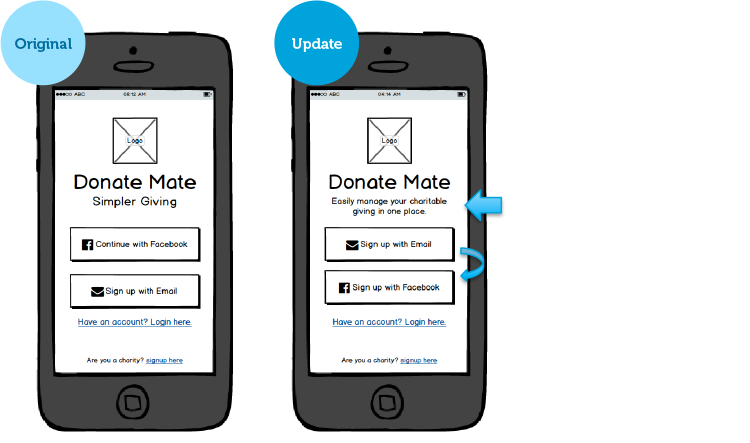 Original
ABC 08:12 AM
Logo
Donate Mate
Simpler Giving
Continue with Facebook
Sign up with Email
Have an account? Login here.
Are you a charity? signup here
Update
ABC 04:14 AM
Logo
Donate Mate
Easily manage your charitable
giving in one place.
Sign up with Email
Sign up with Facebook
Have an account? Login here.
Are you a charity? signup here